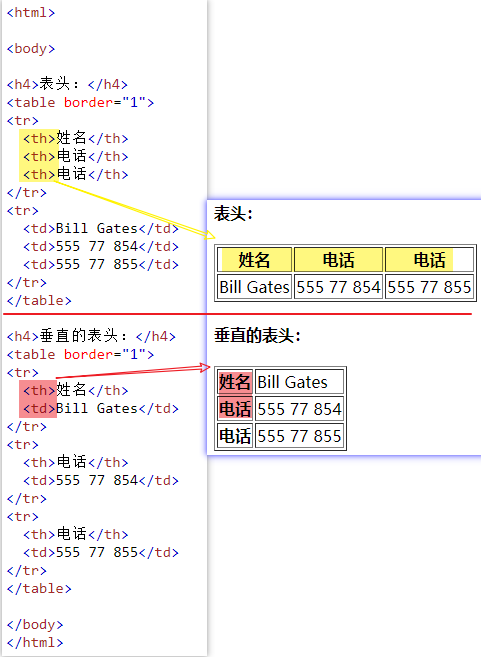 <html>
<body>
<h4>表头：</h4>
<table border="1">
<tr>
<th>姓名</th>
<th>电话</th>
<th>电话</th>
</tr>
<tr>
<td>Bill Gates</td>
<td>555 77 854</td>
<td>555 77 855</td>
</tr>
</table>
<h4>垂直的表头：</h4>
<table border="1">
<tr>
<th>姓名</th>
<td>Bill Gates</td>
</tr>
<tr>
<th>电话</th>
<td>555 77 854</td>
</tr>
<tr>
<th>电话</th>
<td>555 77 855</td>
</tr>
</table>
</body>
</html>
表头：
姓名 电话 电话
Bill Gates 555 77 854 555 77 855
垂直的表头：
姓名 Bill Gates
电话 555 77 854
电话 555 77 855